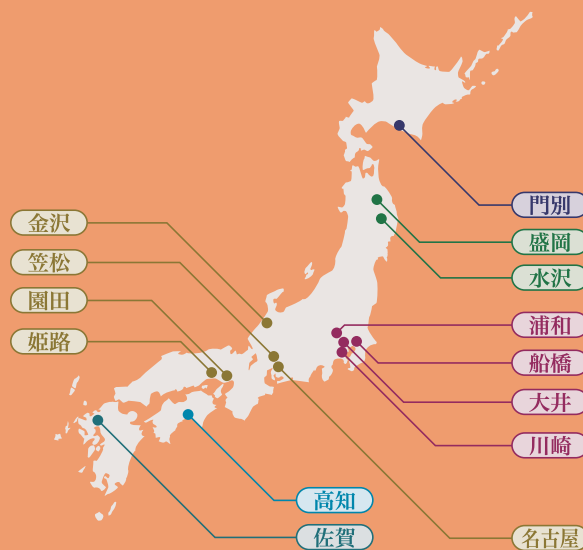 門別
盛岡
水沢
浦和
船橋
大井
川崎
金沢
笠松
園田
姫路
高知
佐賀
名古屋